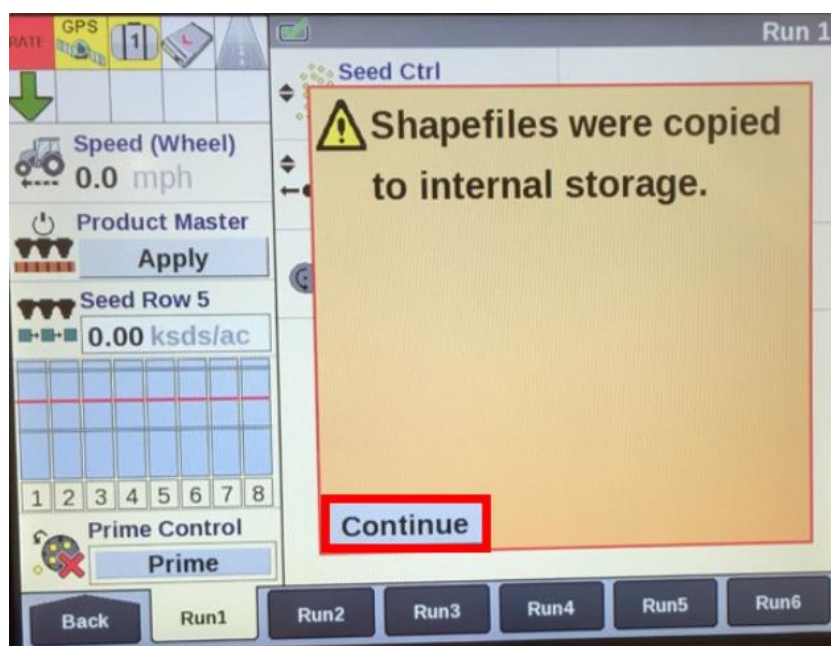 RATE
GPS
1
Run 1
Seed Ctrl
Shapefiles were copied
to internal storage.
Speed (Wheel)
0.0 mph
Product Master
Apply
Seed Row 5
0.00 ksds/ac
1 2 3 4 5 6 7 8
Prime Control
Prime
Continue
Back
Run1
Run2
Run3
Run4
Run5
Run6